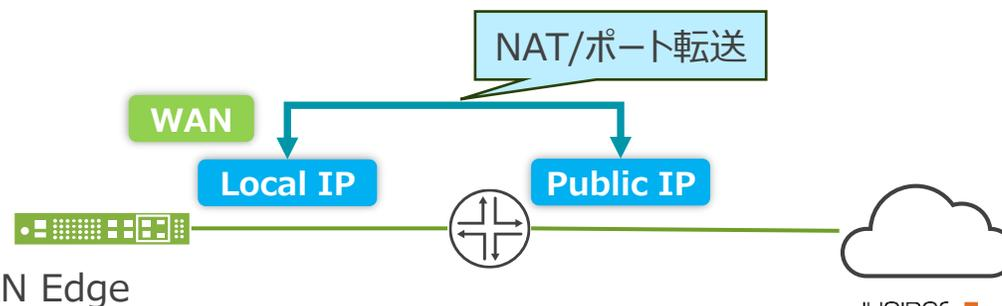 NAT/ポート転送
WAN
Local IP
Public IP
N Edge